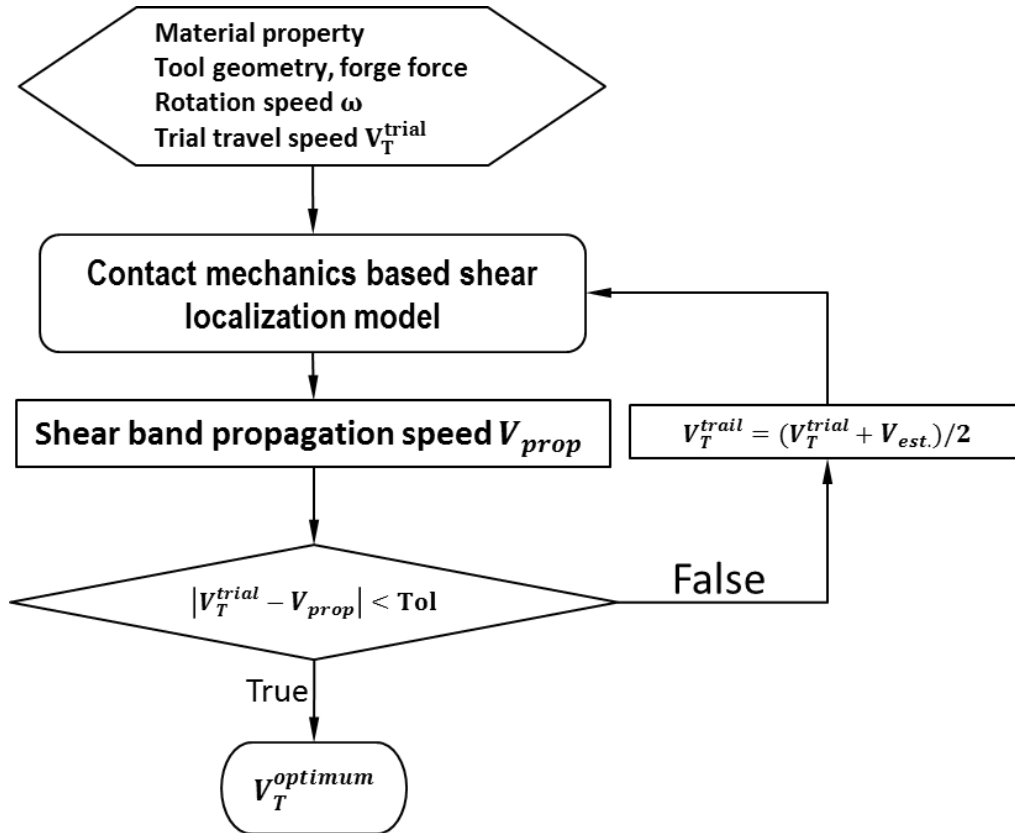 Material property
Tool geometry, forge force
Rotation speed ω
Trial travel speed V_T^trial
Contact mechanics based shear
localization model
Shear band propagation speed V_prop
V_T^trail = (V_T^trial + V_est.)/2
|V_T^trial − V_prop| < Tol
False
True
V_T^optimum